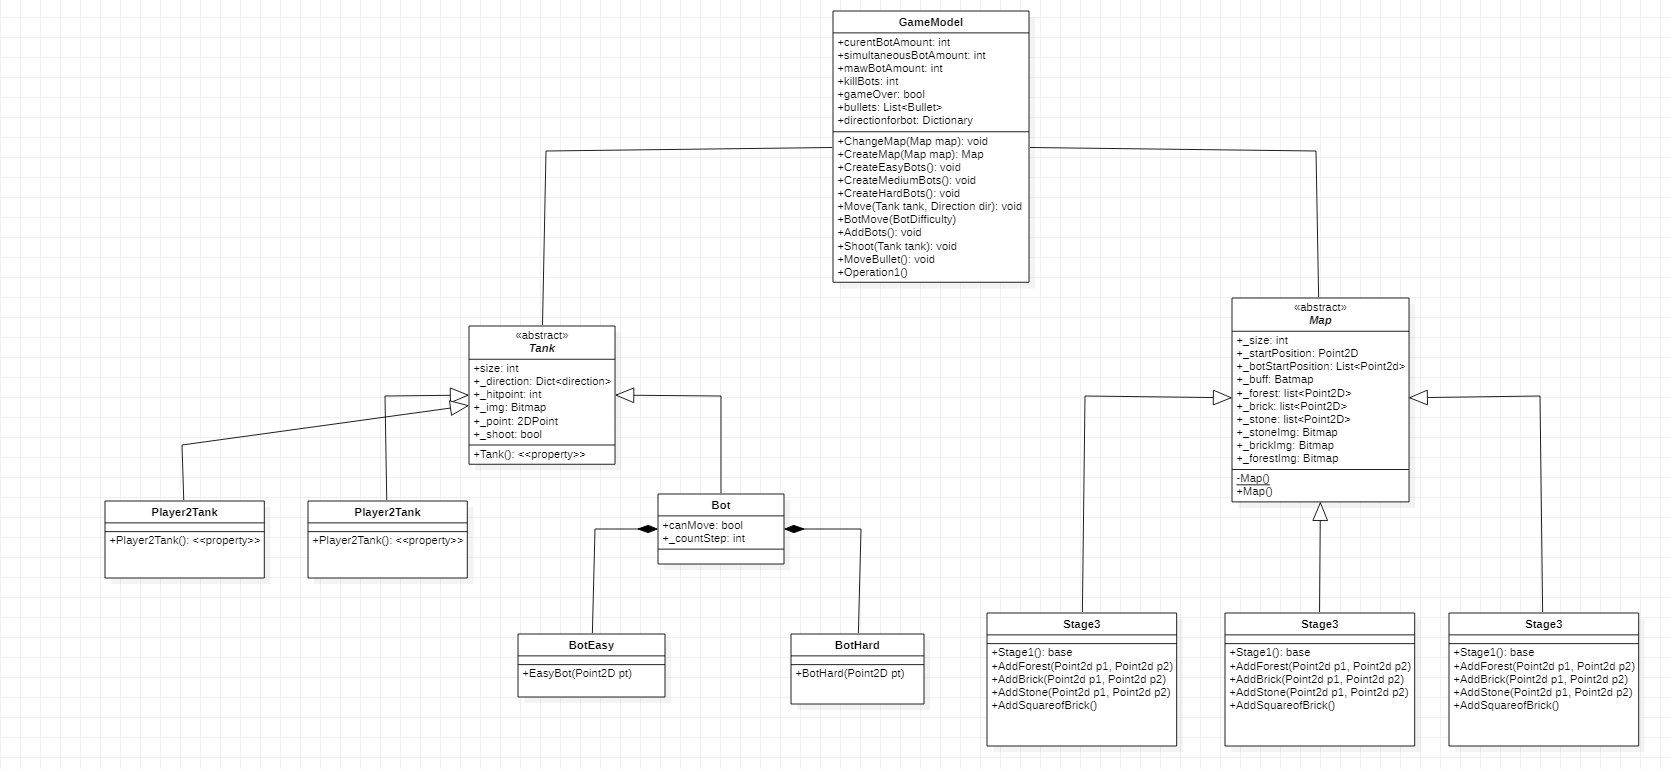 GameModel
+curentBotAmount: int
+simultaneousBotAmount: int
+mawBotAmount: int
+killBots: int
+gameOver: bool
+bullets: List<Bullet>
+directionforbot: Dictionary
+ChangeMap(Map map): void
+CreateMap(Map map): Map
+CreateEasyBots(): void
+CreateMediumBots(): void
+CreateHardBots(): void
+Move(Tank tank, Direction dir): void
+BotMove(BotDifficulty)
+AddBots(): void
+Shoot(Tank tank): void
+MoveBullet(): void
+Operation1()
«abstract»
Tank
+size: int
+_direction: Dict<direction>
+_hitpoint: int
+_img: Bitmap
+_point: 2DPoint
+_shoot: bool
+Tank(): <<property>>
«abstract»
Map
+_size: int
+_startPosition: Point2D
+_botStartPosition: List<Point2d>
+_buff: Batmap
+_forest: list<Point2D>
+_brick: list<Point2D>
+_stone: list<Point2D>
+_stoneImg: Bitmap
+_brickImg: Bitmap
+_forestImg: Bitmap
-Map()
+Map()
Player2Tank
+Player2Tank(): <<property>>
Player2Tank
+Player2Tank(): <<property>>
Bot
+canMove: bool
+_countStep: int
BotEasy
+EasyBot(Point2D pt)
BotHard
+BotHard(Point2D pt)
Stage3
+Stage1(): base
+AddForest(Point2d p1, Point2d p2)
+AddBrick(Point2d p1, Point2d p2)
+AddStone(Point2d p1, Point2d p2)
+AddSquareofBrick()
Stage3
+Stage1(): base
+AddForest(Point2d p1, Point2d p2)
+AddBrick(Point2d p1, Point2d p2)
+AddStone(Point2d p1, Point2d p2)
+AddSquareofBrick()
Stage3
+Stage1(): base
+AddForest(Point2d p1, Point2d p2)
+AddBrick(Point2d p1, Point2d p2)
+AddStone(Point2d p1, Point2d p2)
+AddSquareofBrick()